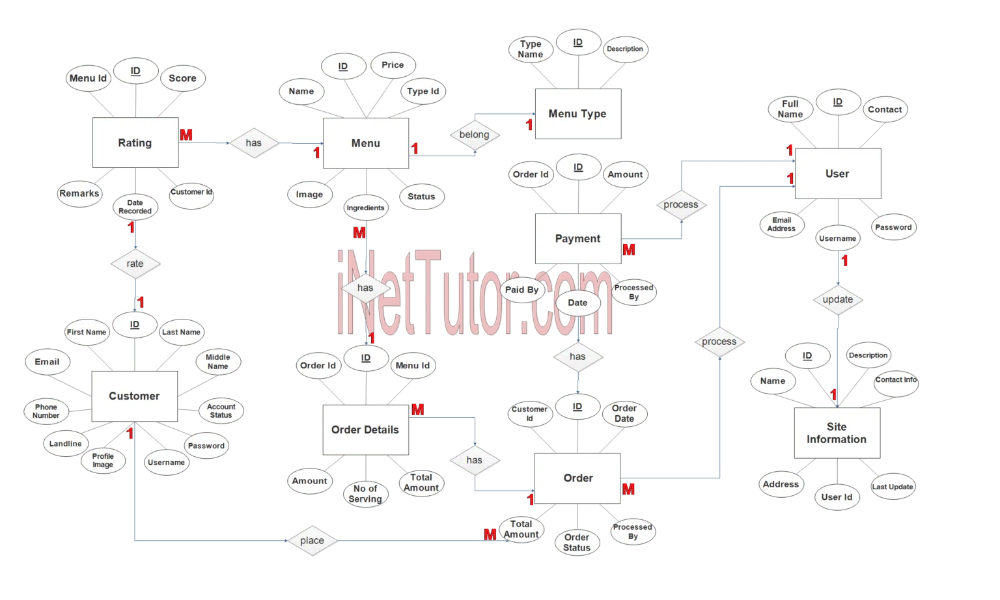 Type
Name
ID
Description
Menu Id
ID
Score
Name
ID
Price
Type Id
Rating
M
has
1
Menu
1
belong
1
Menu Type
Full
Name
ID
Contact
1
User
1
Remarks
Date
Recorded
Customer Id
Image
Ingredients
Status
Order Id
ID
Amount
process
Payment
M
Email
Address
Username
Password
1
rate
1
M
has
1
iNetTutor.com
Paid By
Date
Processed
By
1
update
1
First Name
ID
Last Name
Email
Middle
Name
Customer
Phone
Number
Account
Status
Landline
Profile
Image
Username
Password
1
Order Id
ID
Menu Id
Order Details
M
Amount
No of
Serving
Total
Amount
has
has
process
Customer
Id
ID
Order
Date
Order
1
M
Total
Amount
Order
Status
Processed
By
place
M
Name
ID
Description
Contact Info
Site
Information
Address
User Id
Last Update